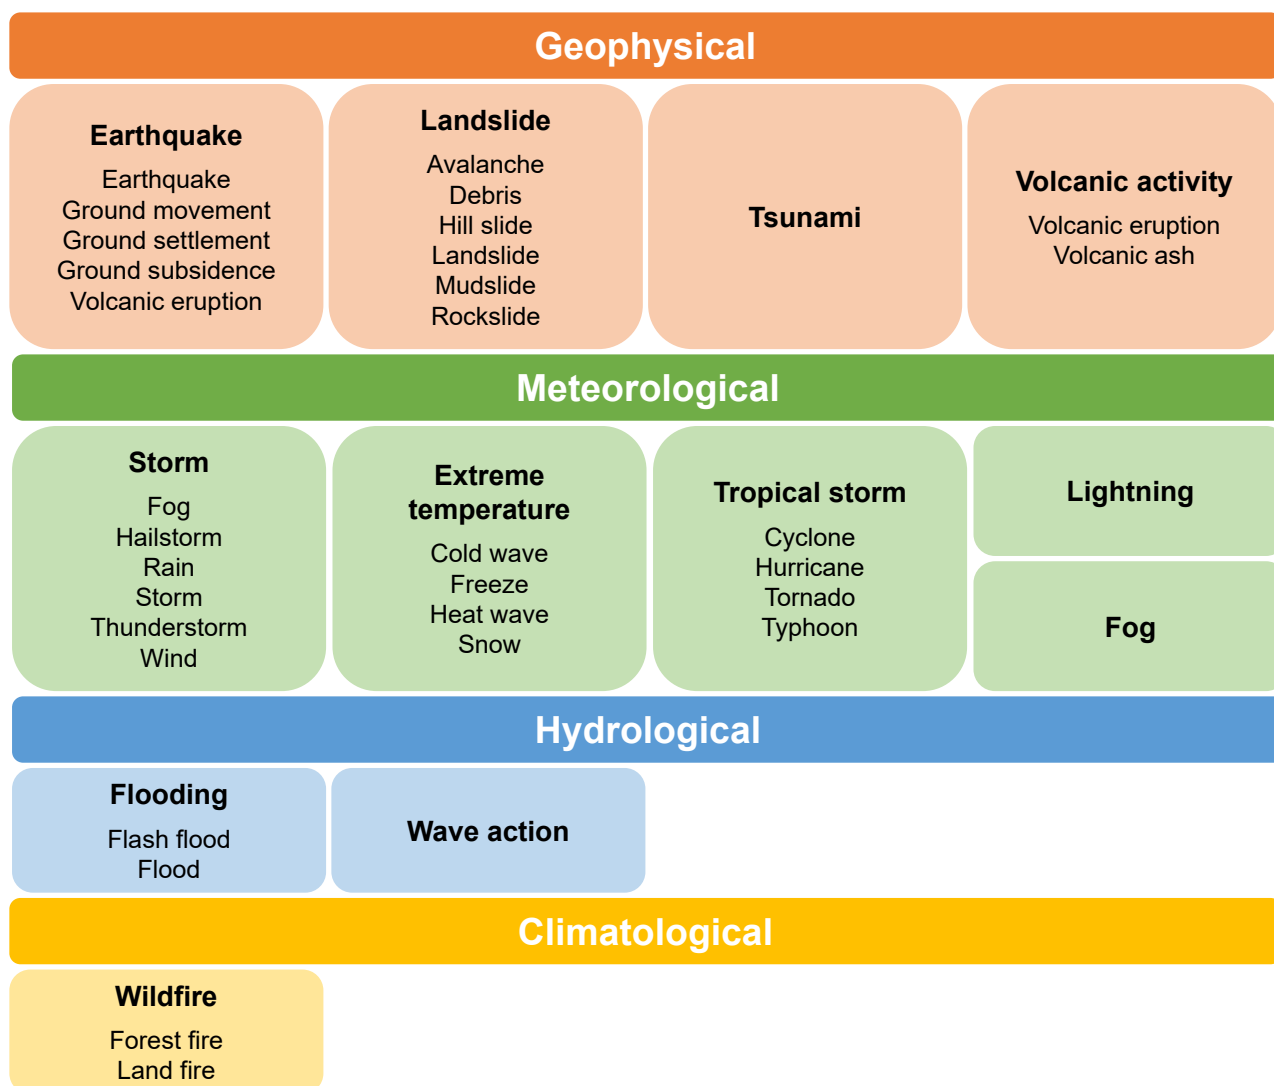 Geophysical
Earthquake
Earthquake
Ground movement
Ground settlement
Ground subsidence
Volcanic eruption
Landslide
Avalanche
Debris
Hill slide
Landslide
Mudslide
Rockslide
Tsunami
Volcanic activity
Volcanic eruption
Volcanic ash
Meteorological
Storm
Fog
Hailstorm
Rain
Storm
Thunderstorm
Wind
Extreme
temperature
Cold wave
Freeze
Heat wave
Snow
Tropical storm
Cyclone
Hurricane
Tornado
Typhoon
Lightning
Fog
Hydrological
Flooding
Flash flood
Flood
Wave action
Climatological
Wildfire
Forest fire
Land fire